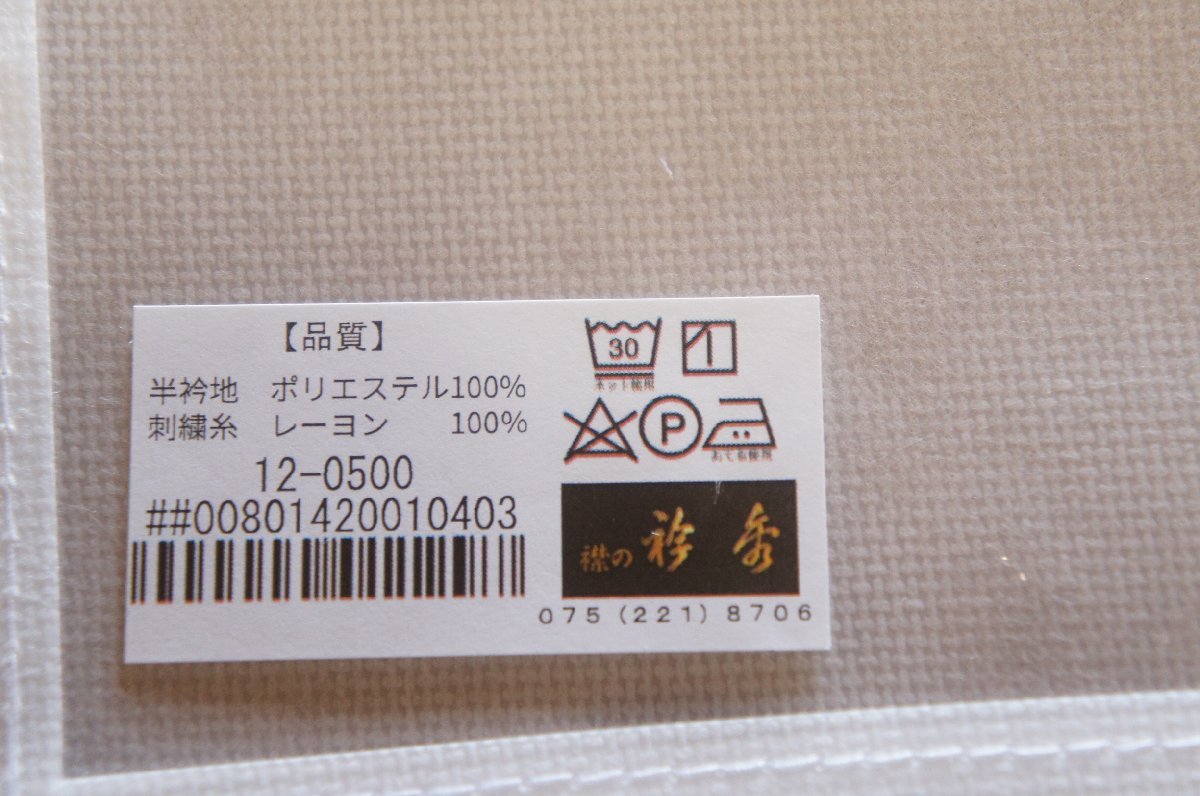 【品質】
半衿地 ポリエステル100%
刺繍糸 レーヨン 100%
12-0500
##00801420010403
30
ネット使用
P
あて布使用
襟の 衿秀
075(221)8706